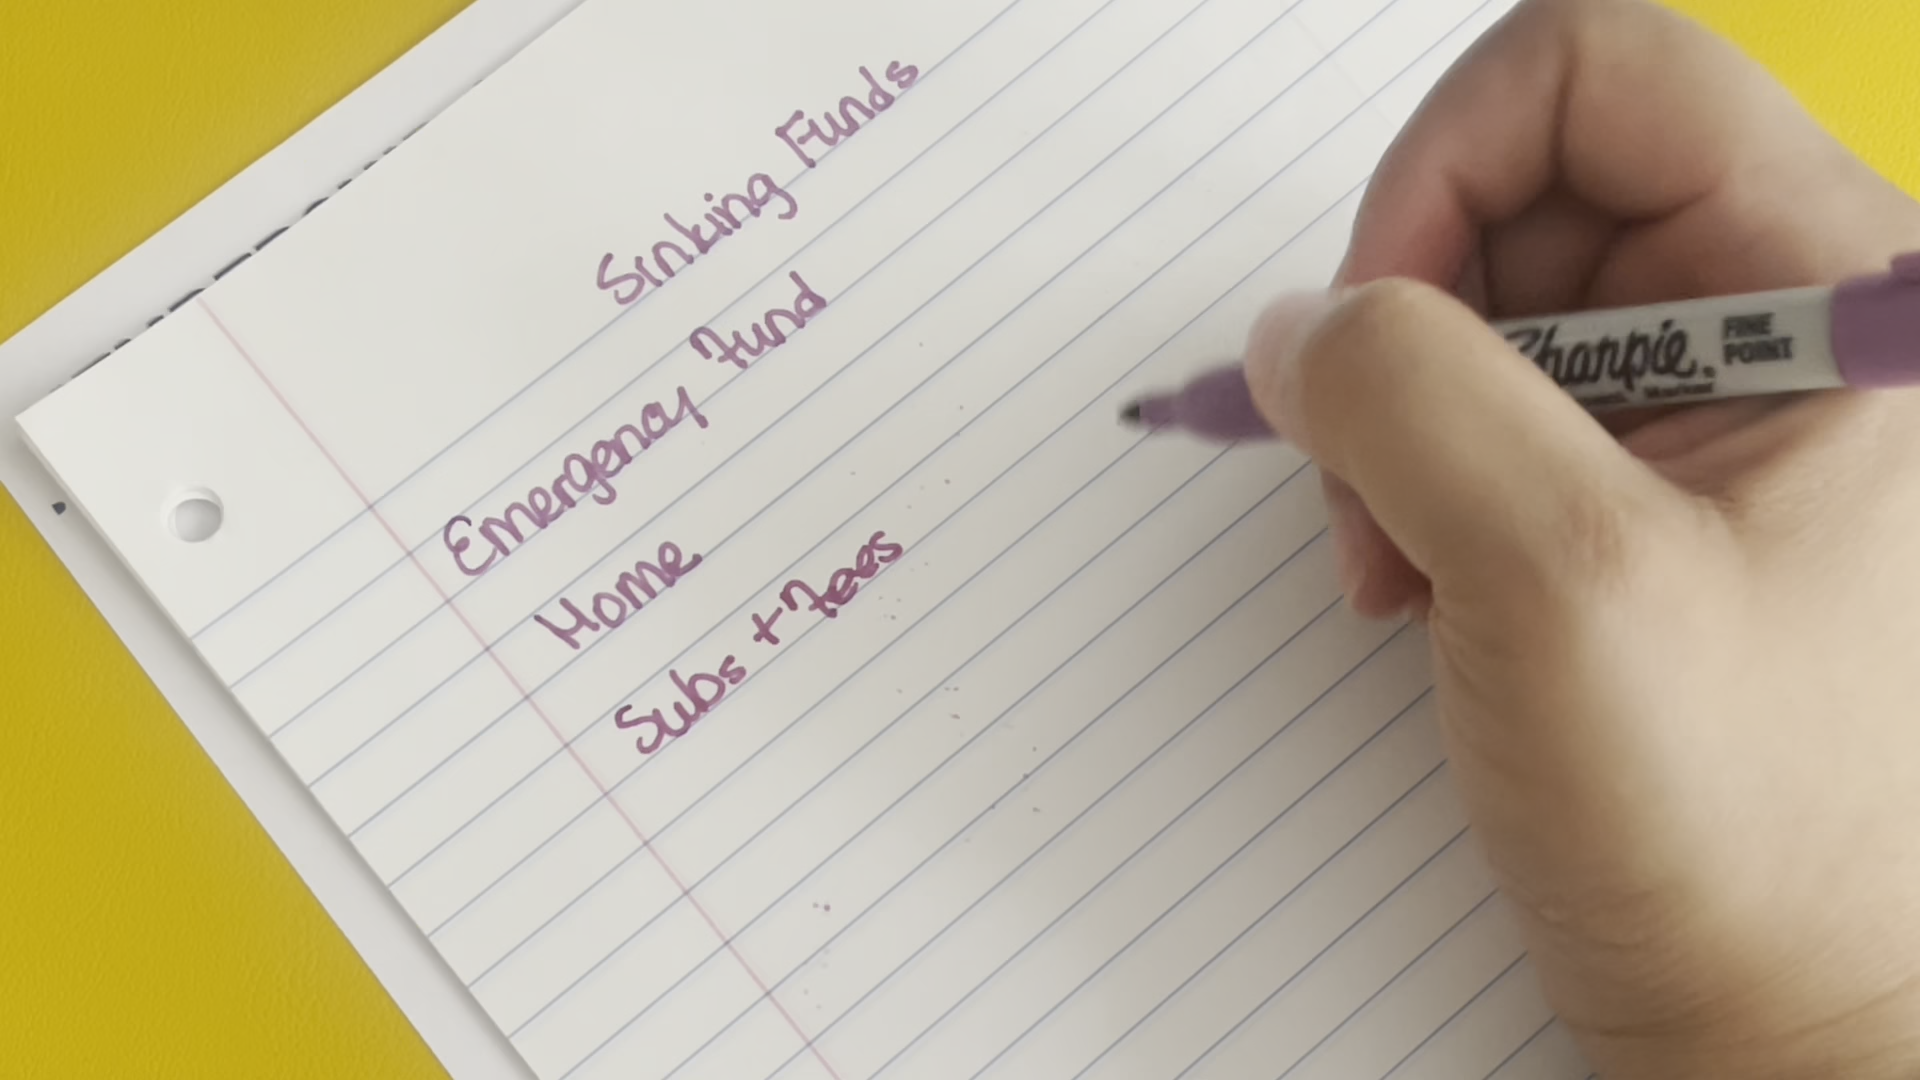 Sinking Funds
Emergency Fund
Home
Subs + Fees
Sharpie. FINE POINT